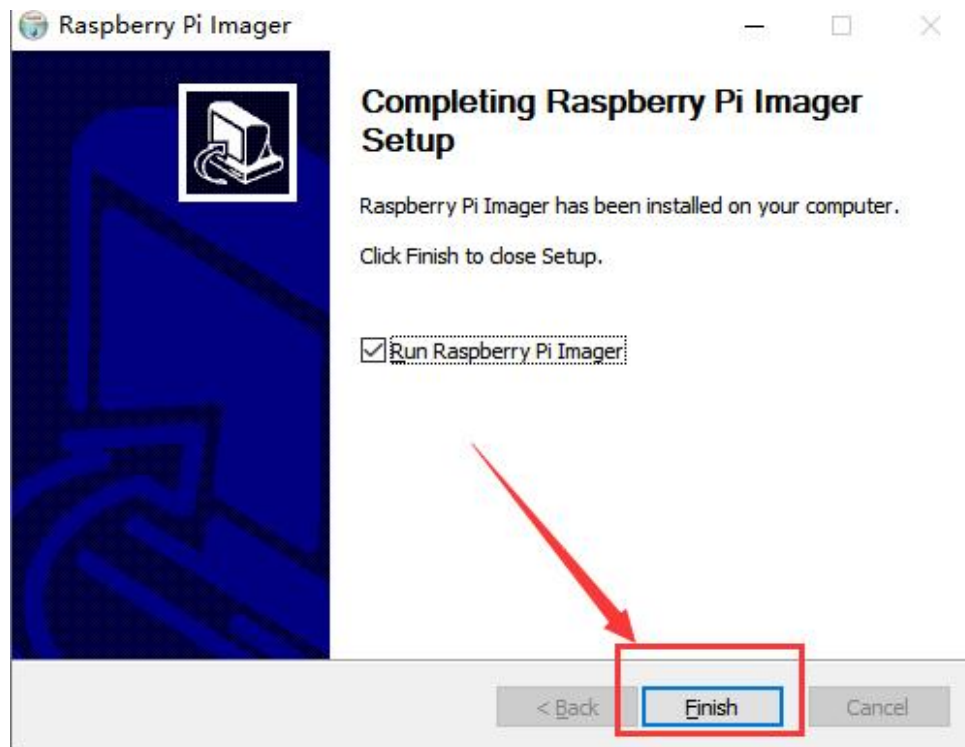 Raspberry Pi Imager
Completing Raspberry Pi Imager
Setup
Raspberry Pi Imager has been installed on your computer.
Click Finish to close Setup.
Run Raspberry Pi Imager
< Back
Finish
Cancel